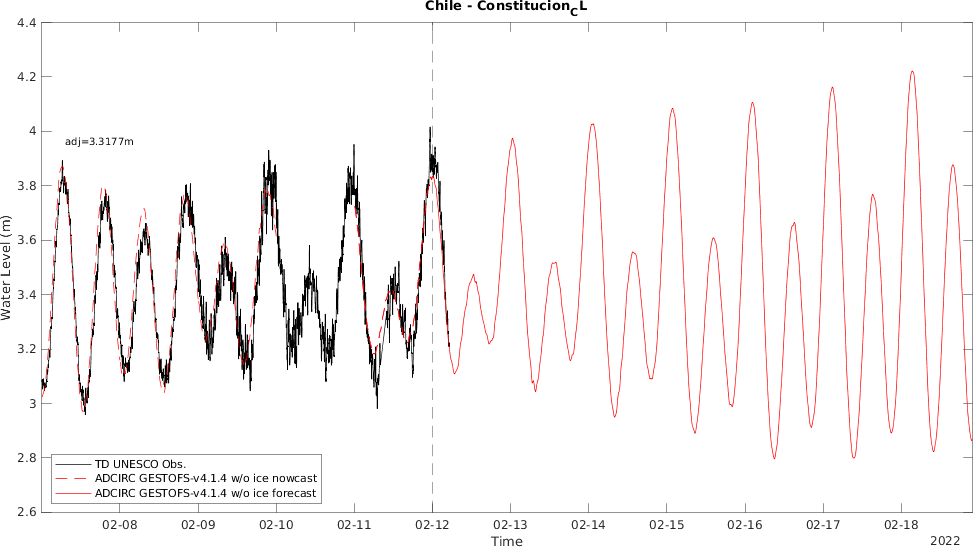 Chile - Constitucion_CL
4.4
4.2
4
3.8
3.6
3.4
3.2
3
2.8
2.6
Water Level (m)
adj=3.3177m
TD UNESCO Obs.
ADCIRC GESTOFS-v4.1.4 w/o ice nowcast
ADCIRC GESTOFS-v4.1.4 w/o ice forecast
02-08 02-09 02-10 02-11 02-12 02-13 02-14 02-15 02-16 02-17 02-18
Time
2022